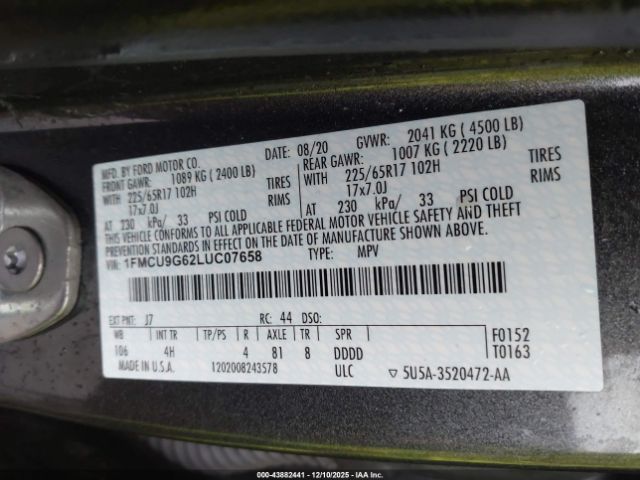 MFD. BY FORD MOTOR CO.
DATE: 08/20 GVWR: 2041 KG ( 4500 LB)
FRONT GAWR: 1089 KG ( 2400 LB) REAR GAWR: 1007 KG ( 2220 LB)
WITH 225/65R17 102H TIRES WITH 225/65R17 102H TIRES
17x7.0J RIMS 17x7.0J RIMS
AT 230 kPa/ 33 PSI COLD AT 230 kPa/ 33 PSI COLD
THIS VEHICLE CONFORMS TO ALL APPLICABLE FEDERAL MOTOR VEHICLE SAFETY AND THEFT
PREVENTION STANDARDS IN EFFECT ON THE DATE OF MANUFACTURE SHOWN ABOVE.
1FMCU9G62LUC07658 TYPE: MPV
EXT PNT: J7 RC: 44 DSO:
WB INT TR TP/PS R AXLE TR SPR
106 4H 4 81 8 DDDD
F0152
T0163
MADE IN U.S.A. 1202008243578 ULC ▽ 5U5A-3520472-AA
000-43882441 - 12/10/2025 - IAA Inc.